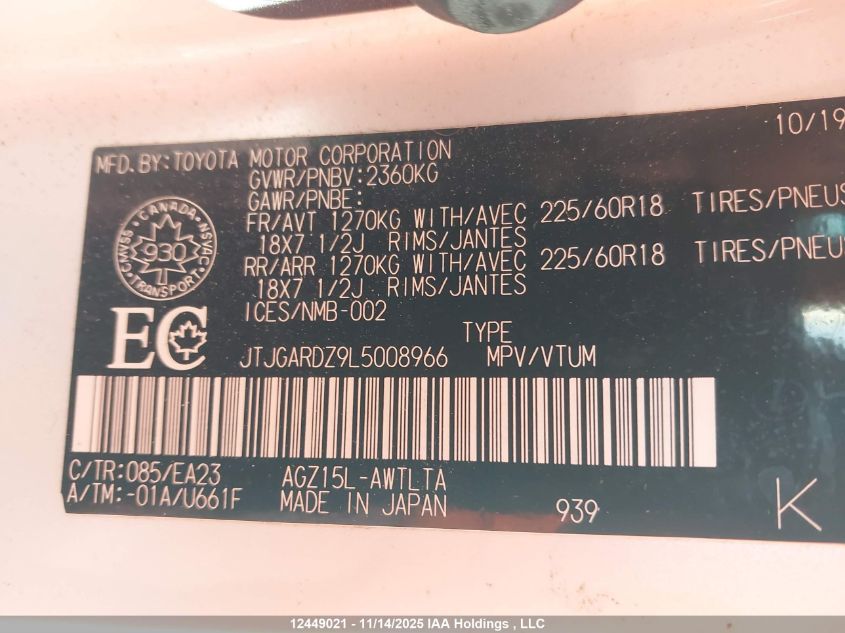 10/19
MFD. BY: TOYOTA MOTOR CORPORATION
GVWR/PNBV: 2360KG
GAWR/PNBE:
FR/AVT 1270KG WITH/AVEC 225/60R18 TIRES/PNEUS
18X7 1/2J RIMS/JANTES
RR/ARR 1270KG WITH/AVEC 225/60R18 TIRES/PNEU
18X7 1/2J RIMS/JANTES
ICES/NMB-002
CANADA
CMVSS 930 NSVAC
TRANSPORT
EC
TYPE
JTJGARDZ9L5008966 MPV/VTUM
C/TR: 085/EA23 AGZ15L-AWTLTA
A/TM: -01A/U661F MADE IN JAPAN 939 K
12449021 - 11/14/2025 IAA Holdings , LLC